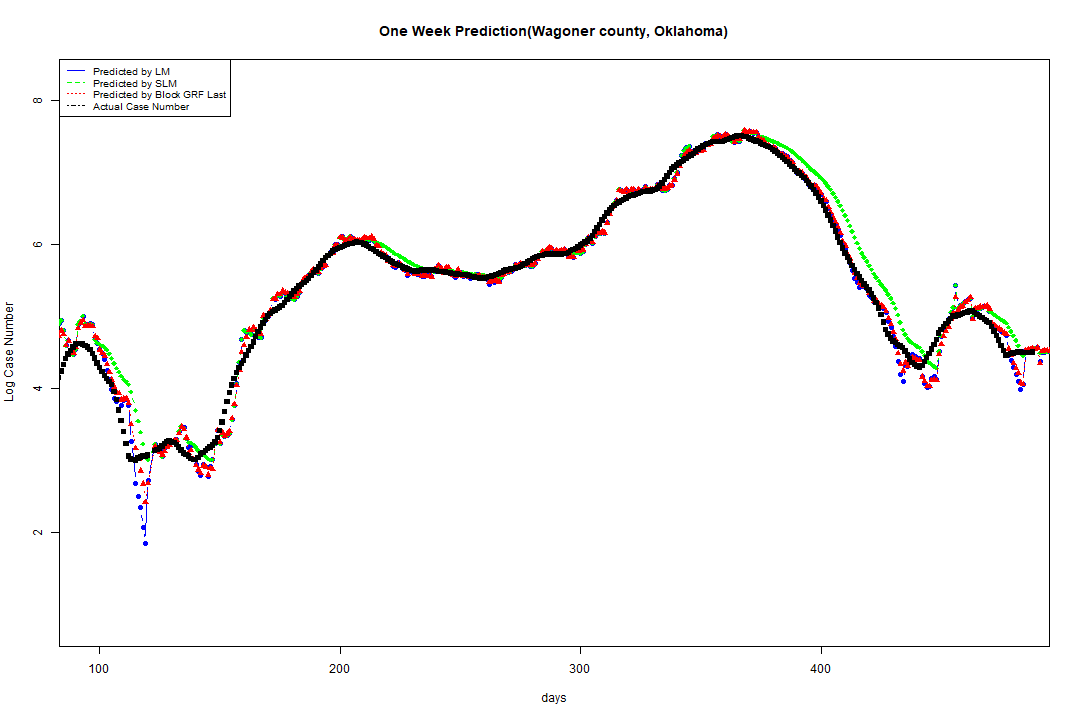 One Week Prediction(Wagoner county, Oklahoma)
Predicted by LM
Predicted by SLM
Predicted by Block GRF Last
Actual Case Number
8
6
4
2
Log Case Number
100 200 300 400
days